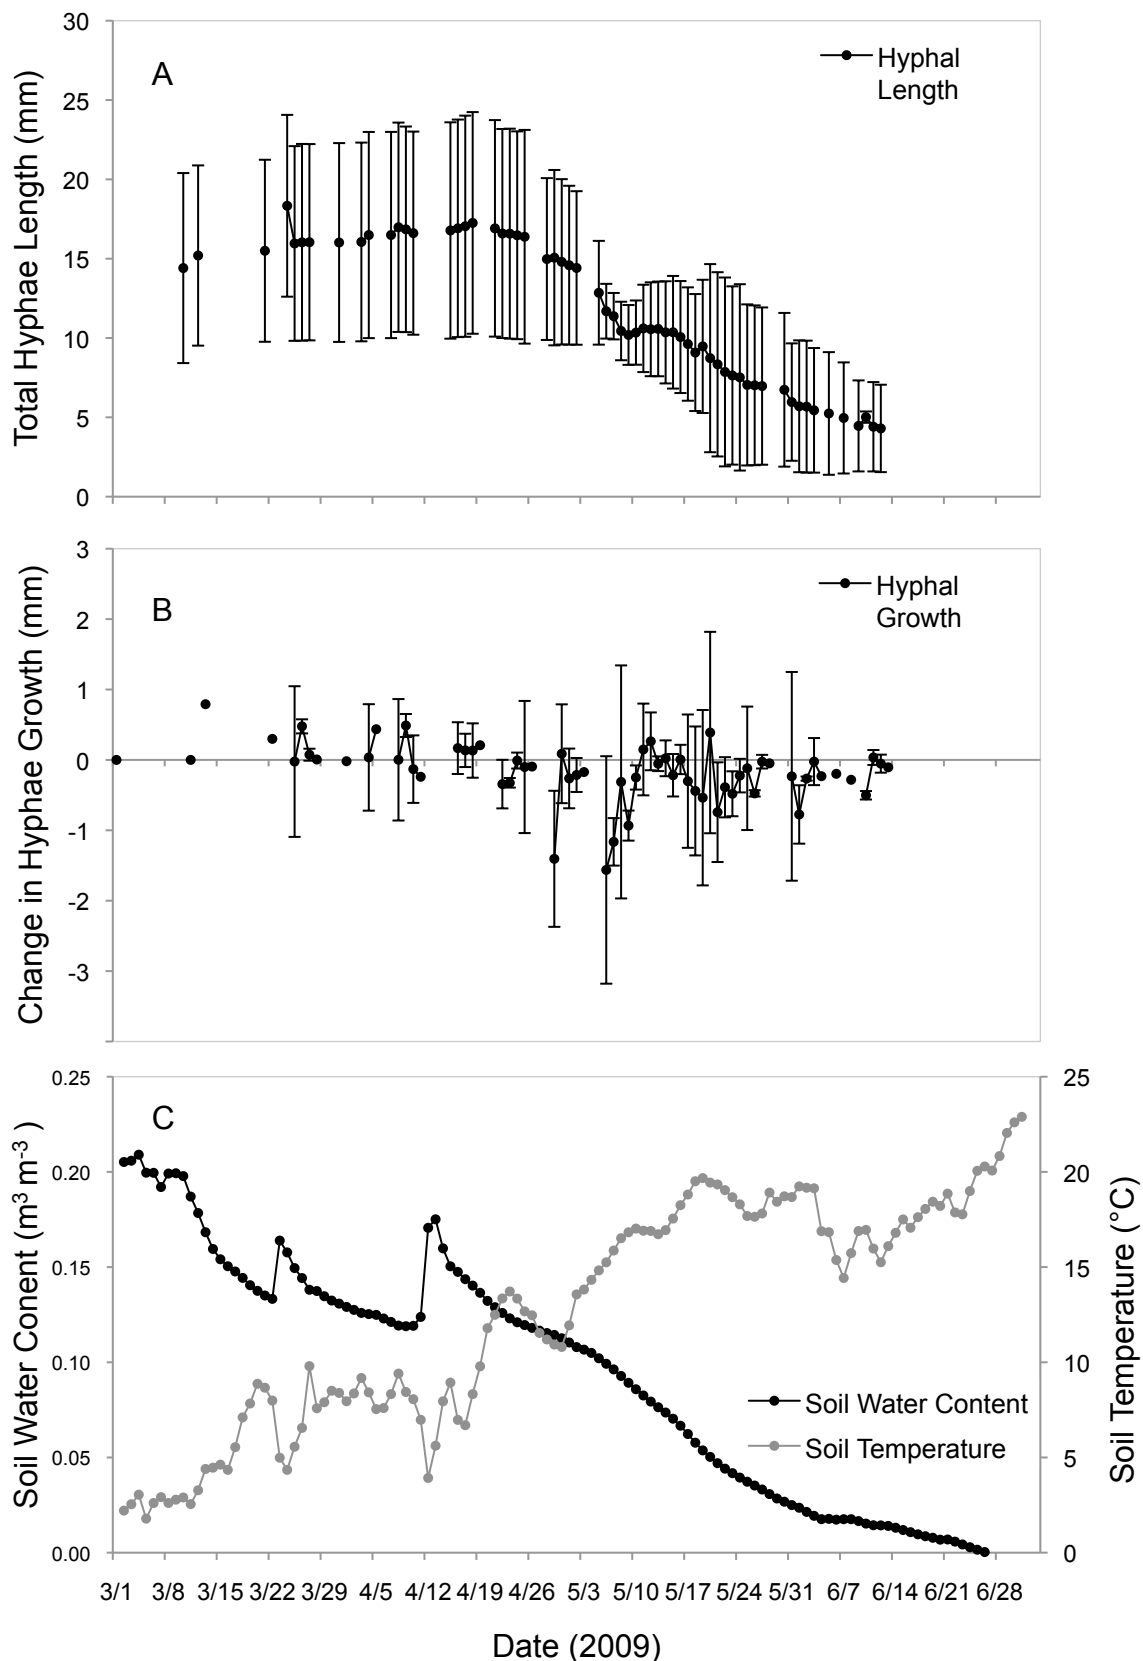 A
Hyphal
Length
Total Hyphae Length (mm)
30
25
20
15
10
5
0
B
Hyphal
Growth
Change in Hyphae Growth (mm)
3
2
1
0
-1
-2
-3
C
Soil Water Conent (m³ m⁻³ )
0.25
0.20
0.15
0.10
0.05
0.00
Soil Water Content
Soil Temperature
25
20
15
10
5
0
Soil Temperature (°C)
3/1 3/8 3/15 3/22 3/29 4/5 4/12 4/19 4/26 5/3 5/10 5/17 5/24 5/31 6/7 6/14 6/21 6/28
Date (2009)